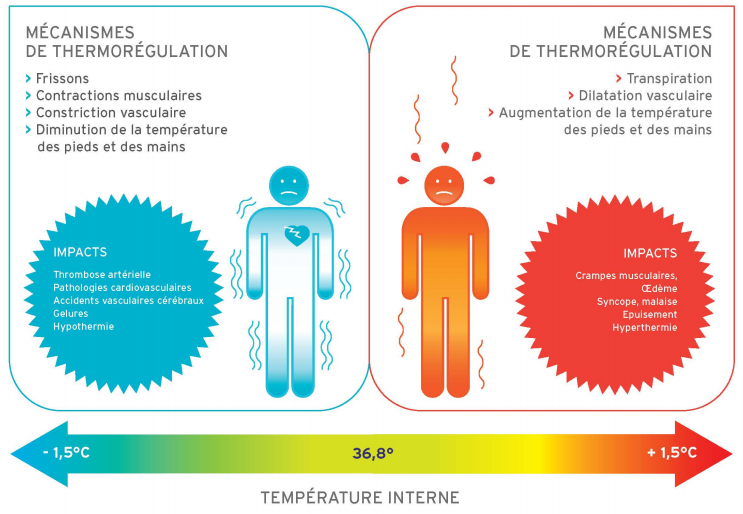 MÉCANISMES
DE THERMORÉGULATION
> Frissons
> Contractions musculaires
> Constriction vasculaire
> Diminution de la température
des pieds et des mains
IMPACTS
Thrombose artérielle
Pathologies cardiovasculaires
Accidents vasculaires cérébraux
Gelures
Hypothermie
MÉCANISMES
DE THERMORÉGULATION
> Transpiration
> Dilatation vasculaire
> Augmentation de la température
des pieds et des mains
IMPACTS
Crampes musculaires,
Œdème
Syncope, malaise
Epuisement
Hyperthermie
- 1,5°C
36,8°
+ 1,5°C
TEMPÉRATURE INTERNE